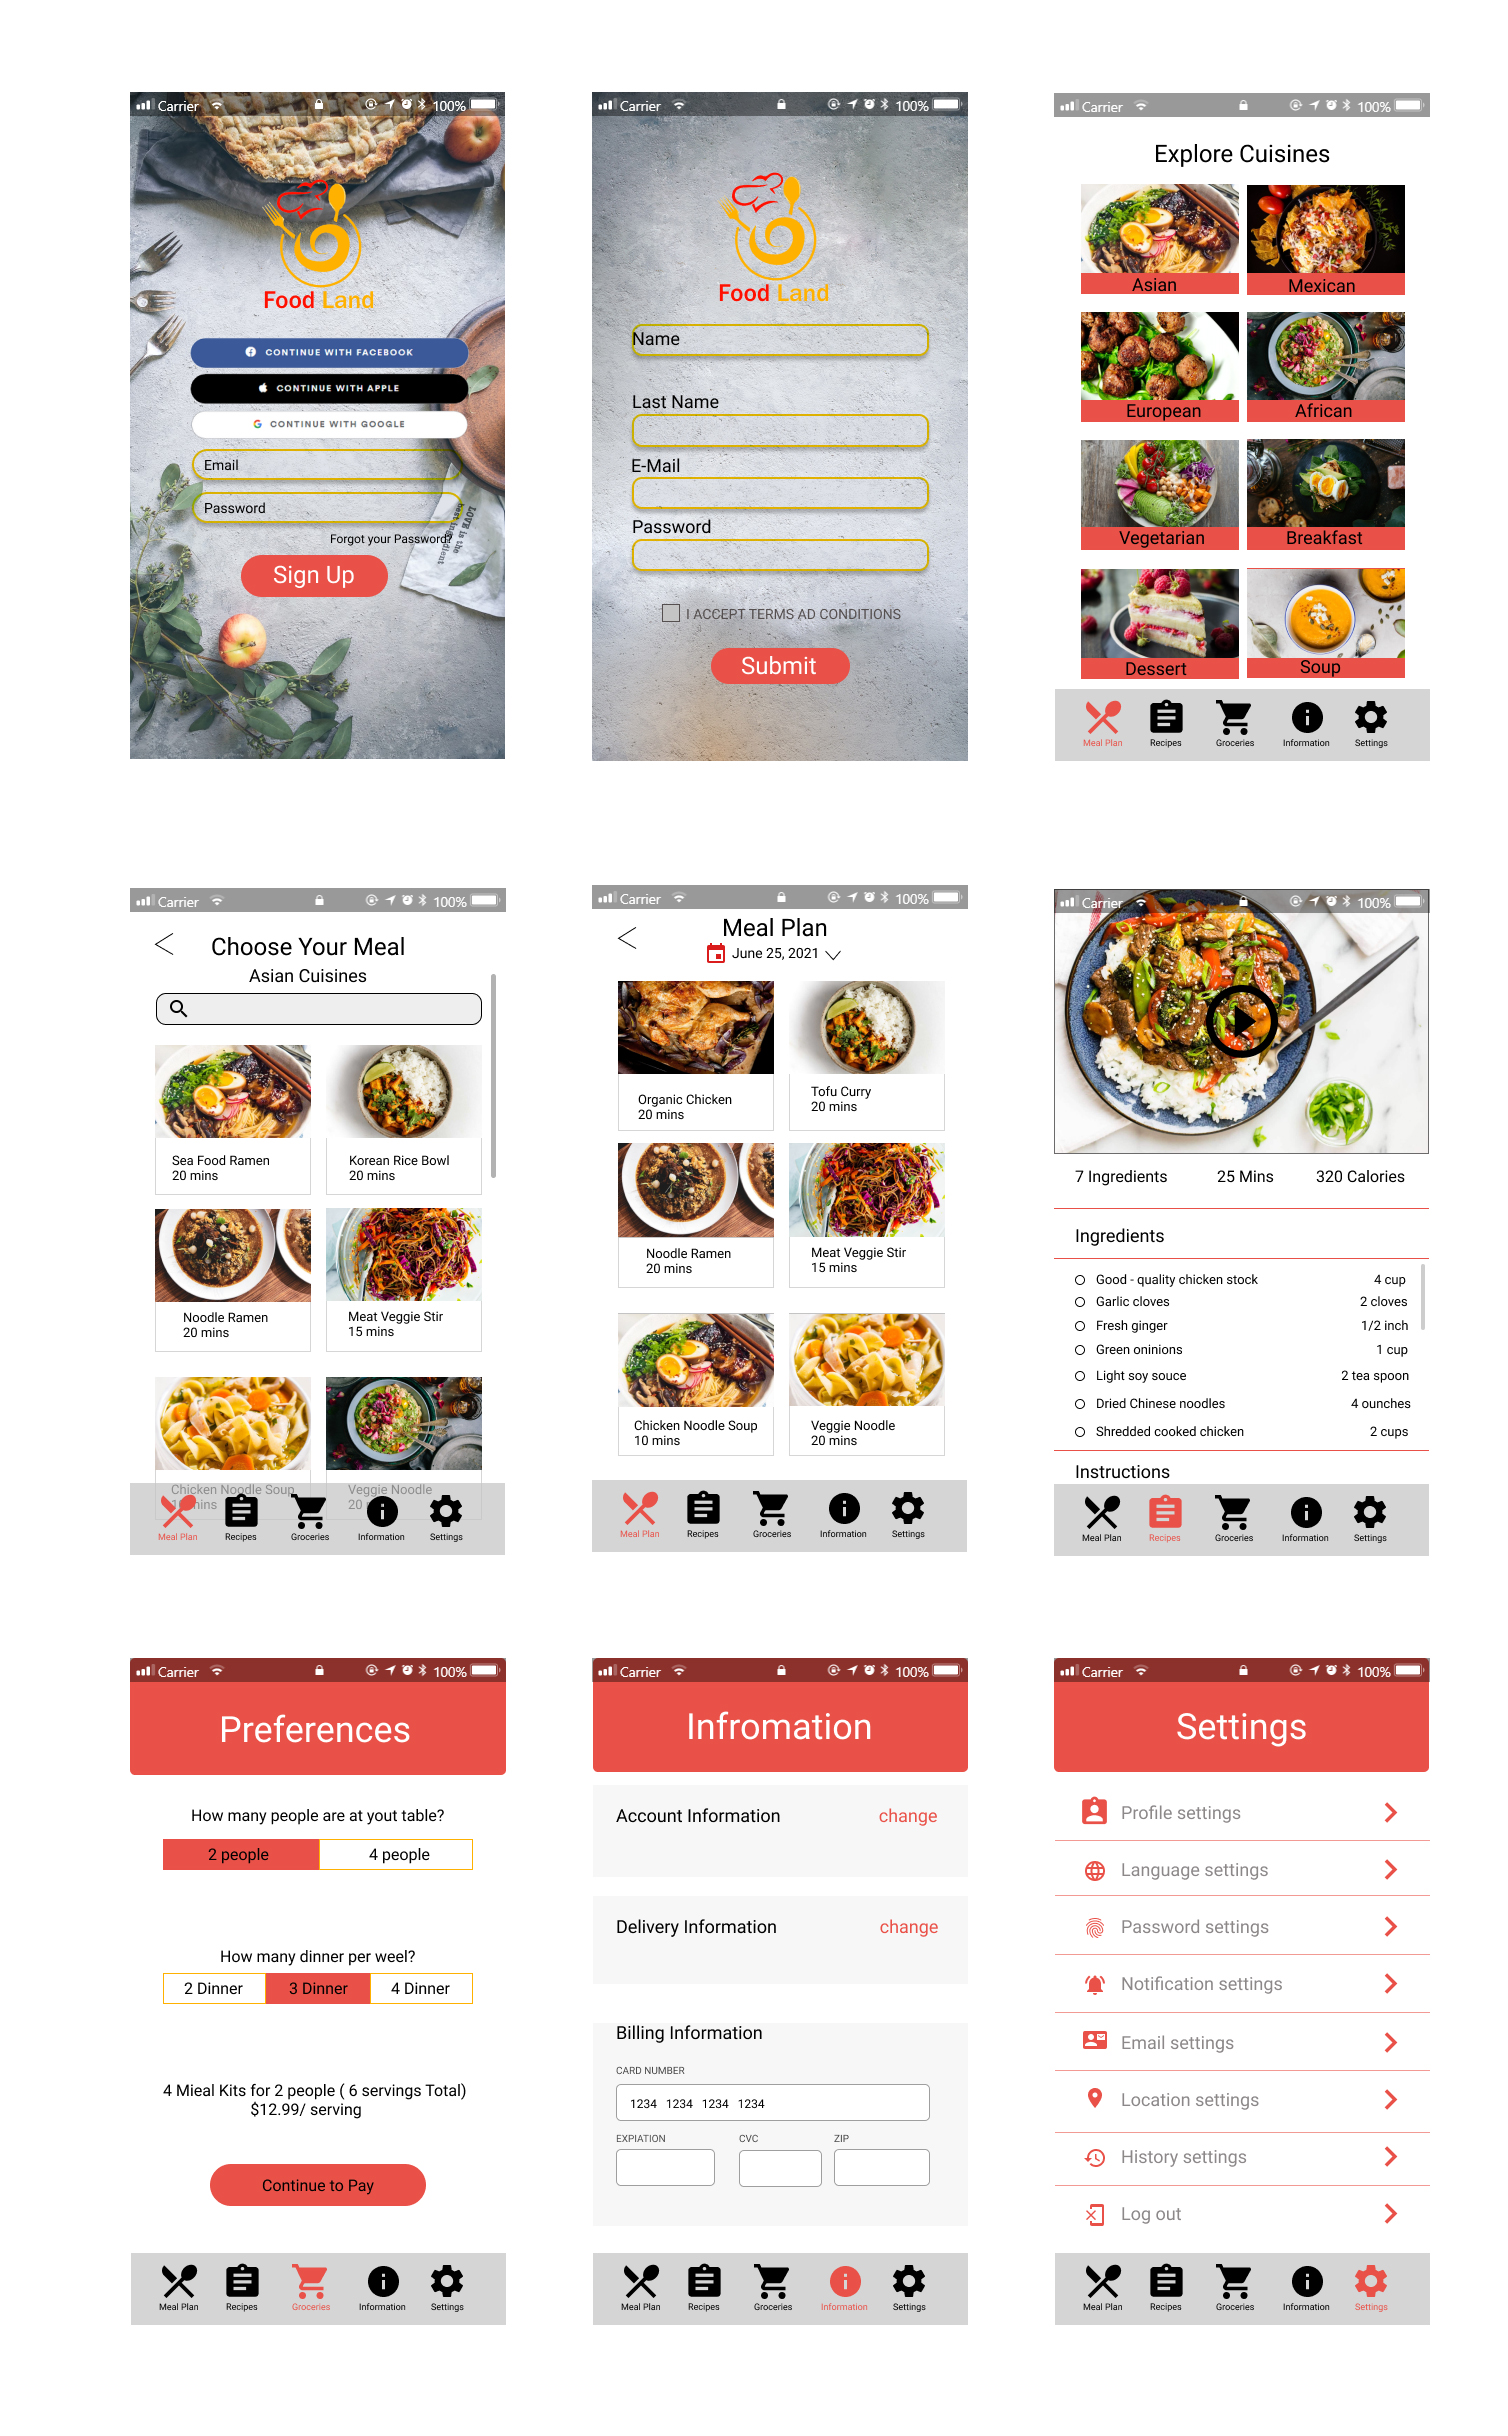 Carrier 100%
Food Land
CONTINUE WITH FACEBOOK
CONTINUE WITH APPLE
CONTINUE WITH GOOGLE
Email
Password
LOVE is the
best ingredient
Forgot your Password?
Sign Up
Carrier 100%
Food Land
Name
Last Name
E-Mail
Password
I ACCEPT TERMS AD CONDITIONS
Submit
Carrier 100%
Explore Cuisines
Asian Mexican
European African
Vegetarian Breakfast
Dessert Soup
Meal Plan Recipes Groceries Information Settings
Carrier 100%
Choose Your Meal
Asian Cuisines
Sea Food Ramen
20 mins
Korean Rice Bowl
20 mins
Noodle Ramen
20 mins
Meat Veggie Stir
15 mins
Chicken Noodle Soup
10 mins
Veggie Noodle
20
Meal Plan Recipes Groceries Information Settings
Carrier 100%
Meal Plan
June 25, 2021
Organic Chicken
20 mins
Tofu Curry
20 mins
Noodle Ramen
20 mins
Meat Veggie Stir
15 mins
Chicken Noodle Soup
10 mins
Veggie Noodle
20 mins
Meal Plan Recipes Groceries Information Settings
Carrier 100%
7 Ingredients 25 Mins 320 Calories
Ingredients
Good - quality chicken stock 4 cup
Garlic cloves 2 cloves
Fresh ginger 1/2 inch
Green oninions 1 cup
Light soy souce 2 tea spoon
Dried Chinese noodles 4 ounches
Shredded cooked chicken 2 cups
Instructions
Meal Plan Recipes Groceries Information Settings
Carrier 100%
Preferences
How many people are at yout table?
2 people 4 people
How many dinner per weel?
2 Dinner 3 Dinner 4 Dinner
4 Mieal Kits for 2 people ( 6 servings Total)
$12.99/ serving
Continue to Pay
Meal Plan Recipes Groceries Information Settings
Carrier 100%
Infromation
Account Information change
Delivery Information change
Billing Information
CARD NUMBER
1234 1234 1234 1234
EXPIATION CVC ZIP
Meal Plan Recipes Groceries Information Settings
Carrier 100%
Settings
Profile settings
Language settings
Password settings
Notification settings
Email settings
Location settings
History settings
Log out
Meal Plan Recipes Groceries Information Settings